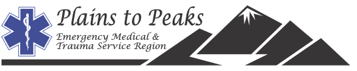 Plains to Peaks
Emergency Medical &
Trauma Service Region